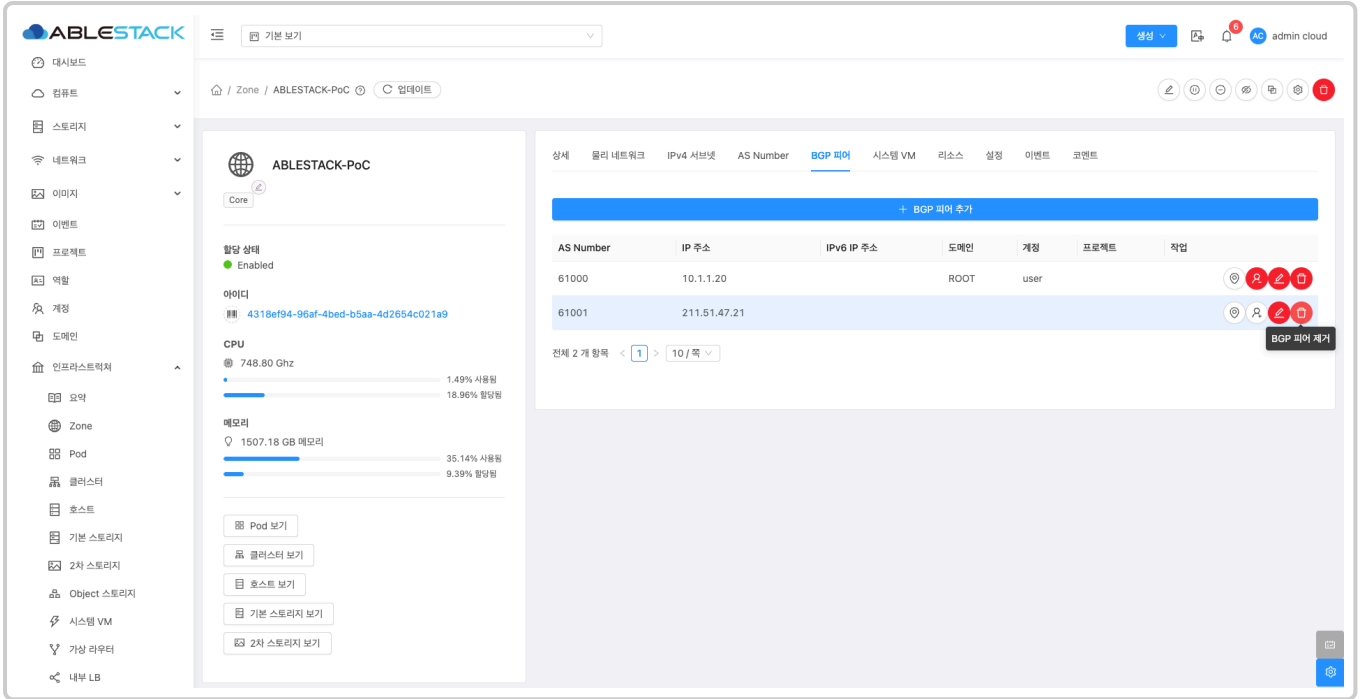 ABLESTACK
기본 보기
생성
6
AC
admin cloud
대시보드
컴퓨트
스토리지
네트워크
이미지
이벤트
프로젝트
역할
계정
도메인
인프라스트럭쳐
요약
Zone
Pod
클러스터
호스트
기본 스토리지
2차 스토리지
Object 스토리지
시스템 VM
가상 라우터
내부 LB
/ Zone / ABLESTACK-PoC
업데이트
ABLESTACK-PoC
Core
할당 상태
Enabled
아이디
4318ef94-96af-4bed-b5aa-4d2654c021a9
CPU
748.80 Ghz
1.49% 사용됨
18.96% 할당됨
메모리
1507.18 GB 메모리
35.14% 사용됨
9.39% 할당됨
Pod 보기
클러스터 보기
호스트 보기
기본 스토리지 보기
2차 스토리지 보기
상세 물리 네트워크 IPv4 서브넷 AS Number BGP 피어 시스템 VM 리소스 설정 이벤트 코멘트
+ BGP 피어 추가
AS Number IP 주소 IPv6 IP 주소 도메인 계정 프로젝트 작업
61000 10.1.1.20 ROOT user
61001 211.51.47.21
BGP 피어 제거
전체 2 개 항목 < 1 > 10 / 쪽